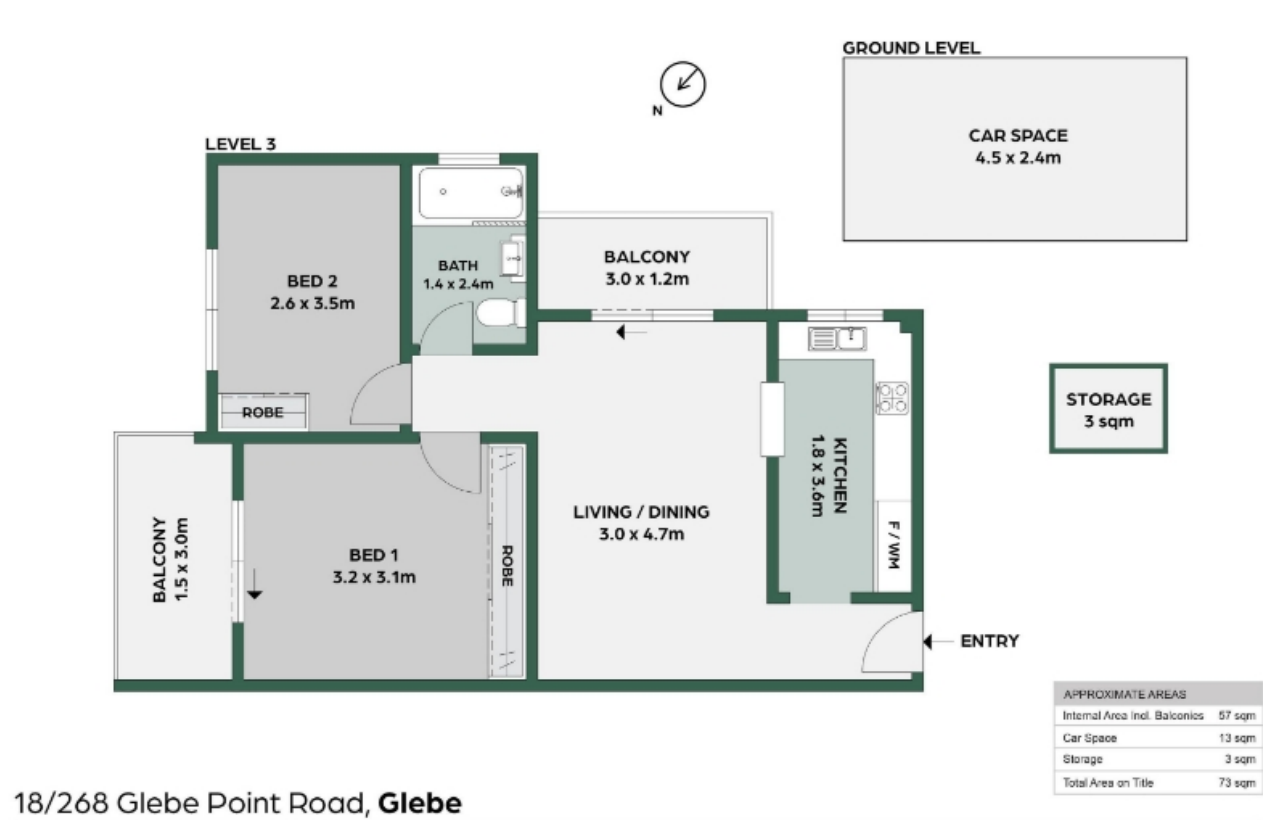 GROUND LEVEL
CAR SPACE
4.5 x 2.4m
N
LEVEL 3
BED 2
2.6 x 3.5m
ROBE
BATH
1.4 x 2.4m
BALCONY
3.0 x 1.2m
STORAGE
3 sqm
KITCHEN
1.8 x 3.6m
F / WM
LIVING / DINING
3.0 x 4.7m
BALCONY
1.5 x 3.0m
BED 1
3.2 x 3.1m
ROBE
ENTRY
APPROXIMATE AREAS
Internal Area Incl. Balconies 57 sqm
Car Space 13 sqm
Storage 3 sqm
Total Area on Title 73 sqm
18/268 Glebe Point Road, Glebe